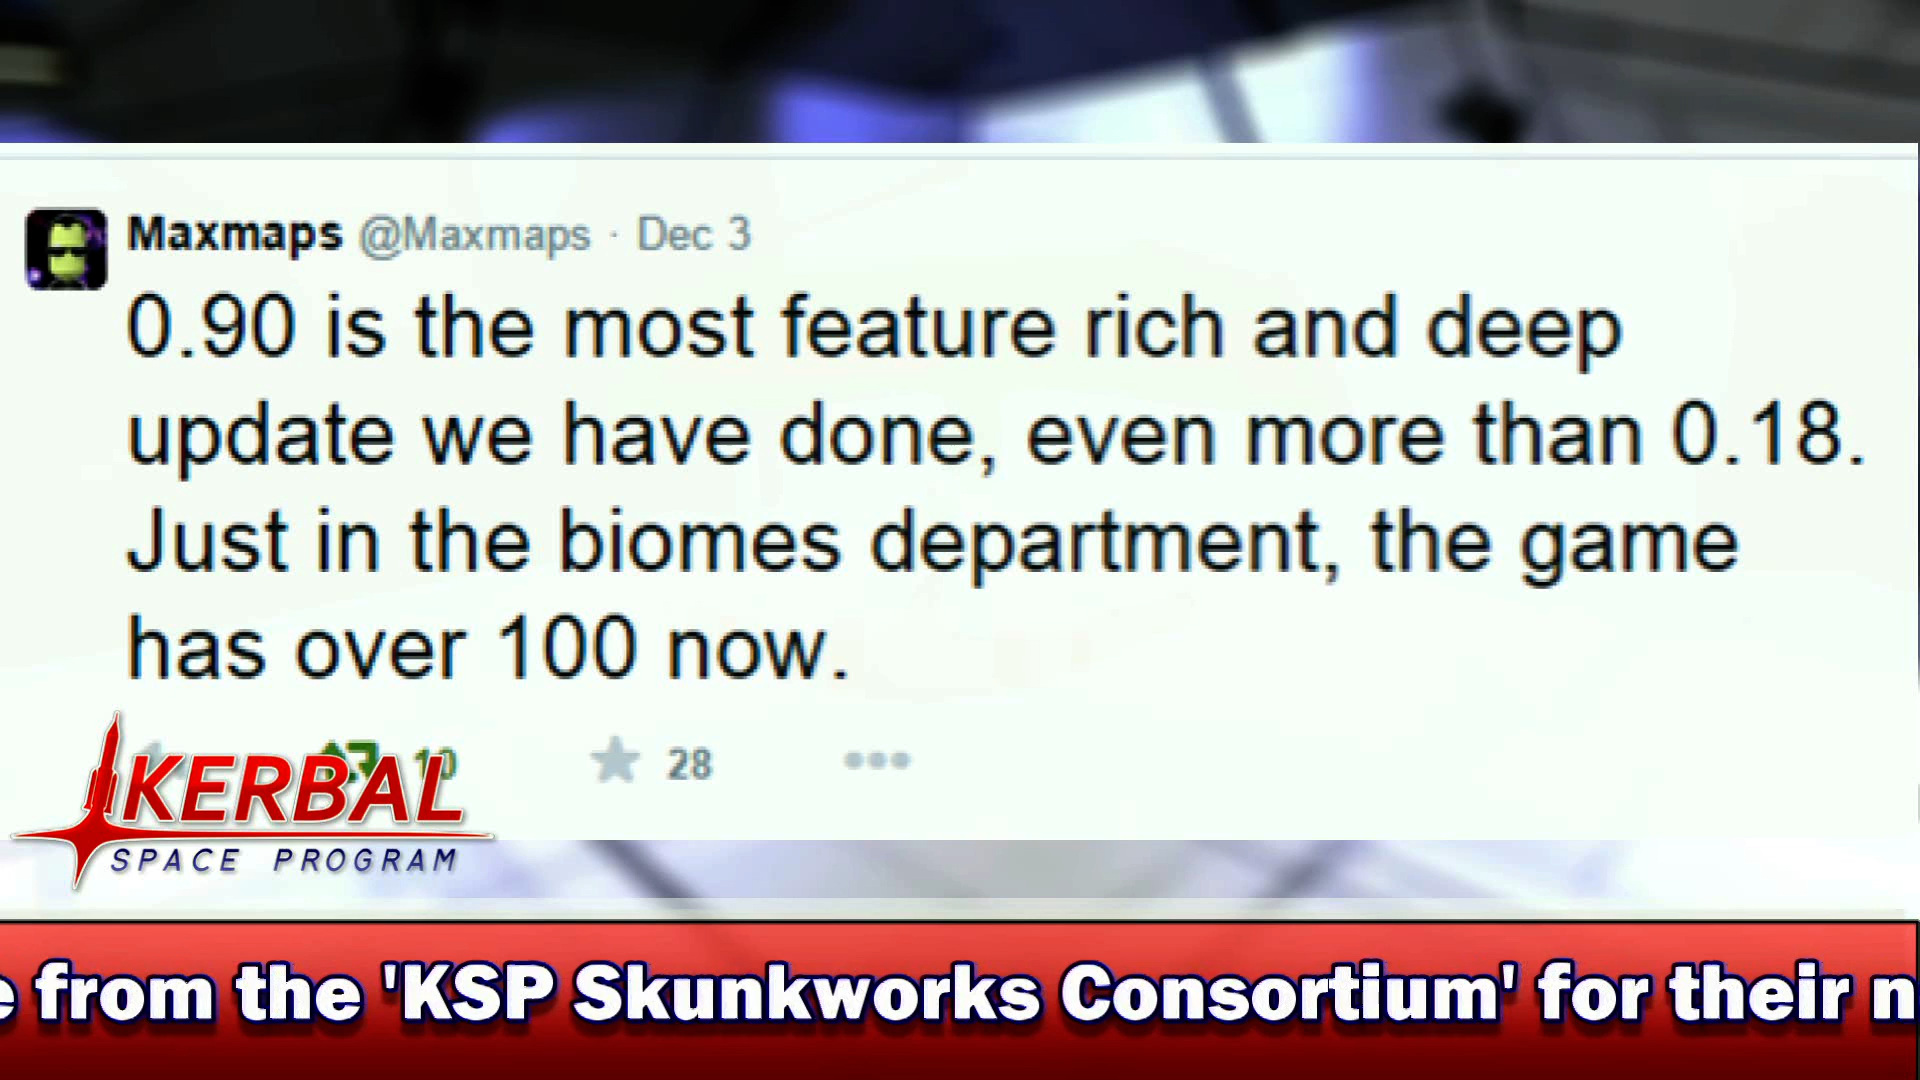 Maxmaps @Maxmaps · Dec 3
0.90 is the most feature rich and deep
update we have done, even more than 0.18.
Just in the biomes department, the game
has over 100 now.
28
KERBAL
SPACE PROGRAM
from the 'KSP Skunkworks Consortium' for their